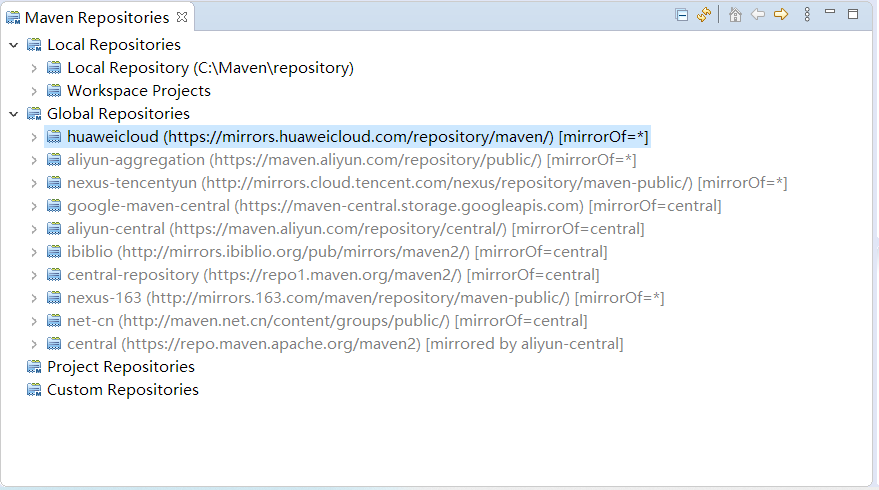 Maven Repositories
Local Repositories
Local Repository (C:\Maven\repository)
Workspace Projects
Global Repositories
huaweicloud (https://mirrors.huaweicloud.com/repository/maven/) [mirrorOf=*]
aliyun-aggregation (https://maven.aliyun.com/repository/public/) [mirrorOf=*]
nexus-tencentyun (http://mirrors.cloud.tencent.com/nexus/repository/maven-public/) [mirrorOf=*]
google-maven-central (https://maven-central.storage.googleapis.com) [mirrorOf=central]
aliyun-central (https://maven.aliyun.com/repository/central/) [mirrorOf=central]
ibiblio (http://mirrors.ibiblio.org/pub/mirrors/maven2/) [mirrorOf=central]
central-repository (https://repo1.maven.org/maven2/) [mirrorOf=central]
nexus-163 (http://mirrors.163.com/maven/repository/maven-public/) [mirrorOf=*]
net-cn (http://maven.net.cn/content/groups/public/) [mirrorOf=central]
central (https://repo.maven.apache.org/maven2) [mirrored by aliyun-central]
Project Repositories
Custom Repositories